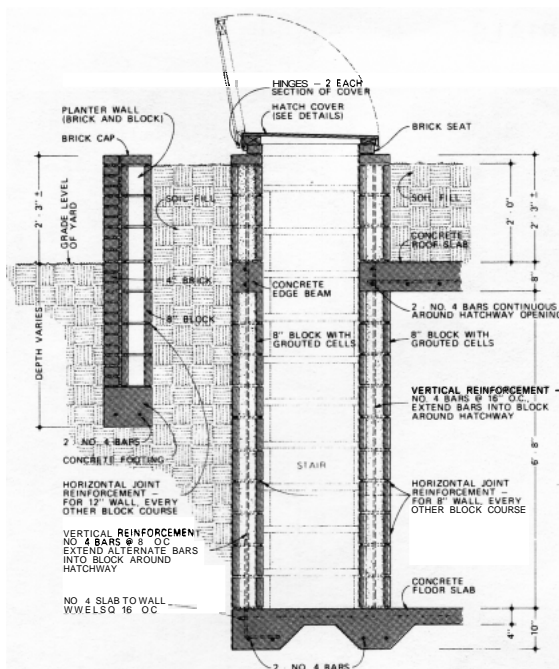 HINGES – 2 EACH
SECTION OF COVER
HATCH COVER
(SEE DETAILS)
PLANTER WALL
(BRICK AND BLOCK)
BRICK CAP
BRICK SEAT
2' - 3" ±
GRADE LEVEL
OF YARD
SOIL FILL
SOIL FILL
2' - 0"
2' - 3" ±
CONCRETE
ROOF SLAB
4" BRICK
CONCRETE
EDGE BEAM
8"
8" BLOCK
2 - NO. 4 BARS CONTINUOUS
AROUND HATCHWAY OPENING
DEPTH VARIES
8" BLOCK WITH
GROUTED CELLS
8" BLOCK WITH
GROUTED CELLS
VERTICAL REINFORCEMENT –
NO. 4 BARS @ 16" O.C.,
EXTEND BARS INTO BLOCK
AROUND HATCHWAY
6' - 8"
2 - NO. 4 BARS
CONCRETE FOOTING
STAIR
HORIZONTAL JOINT
REINFORCEMENT –
FOR 12" WALL, EVERY
OTHER BLOCK COURSE
HORIZONTAL JOINT
REINFORCEMENT –
FOR 8" WALL, EVERY
OTHER BLOCK COURSE
VERTICAL REINFORCEMENT
NO 4 BARS @ 8 OC
EXTEND ALTERNATE BARS
INTO BLOCK AROUND
HATCHWAY
NO 4 SLAB TO WALL
WWELSQ 16 OC
CONCRETE
FLOOR SLAB
4"
10"
2 - NO. 4 BARS